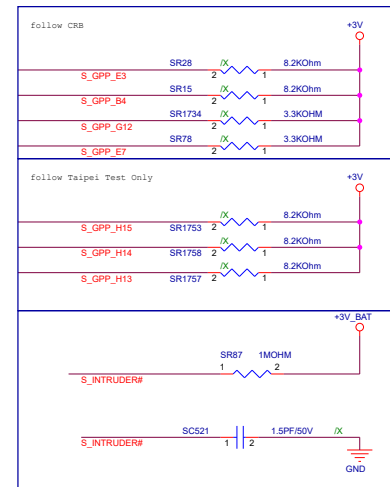 follow CRB
+3V
SR28 /X 8.2KOhm
S_GPP_E3 2 1
SR15 /X 8.2KOhm
S_GPP_B4 2 1
SR1734 /X 3.3KOHM
S_GPP_G12 2 1
SR78 /X 3.3KOHM
S_GPP_E7 2 1
follow Taipei Test Only
+3V
/X 8.2KOhm
S_GPP_H15 SR1753 2 1
/X 8.2KOhm
S_GPP_H14 SR1758 2 1
/X 8.2KOhm
S_GPP_H13 SR1757 2 1
+3V_BAT
SR87 1MOHM
1 2
S_INTRUDER#
SC521 1.5PF/50V /X
S_INTRUDER# 1 2
GND